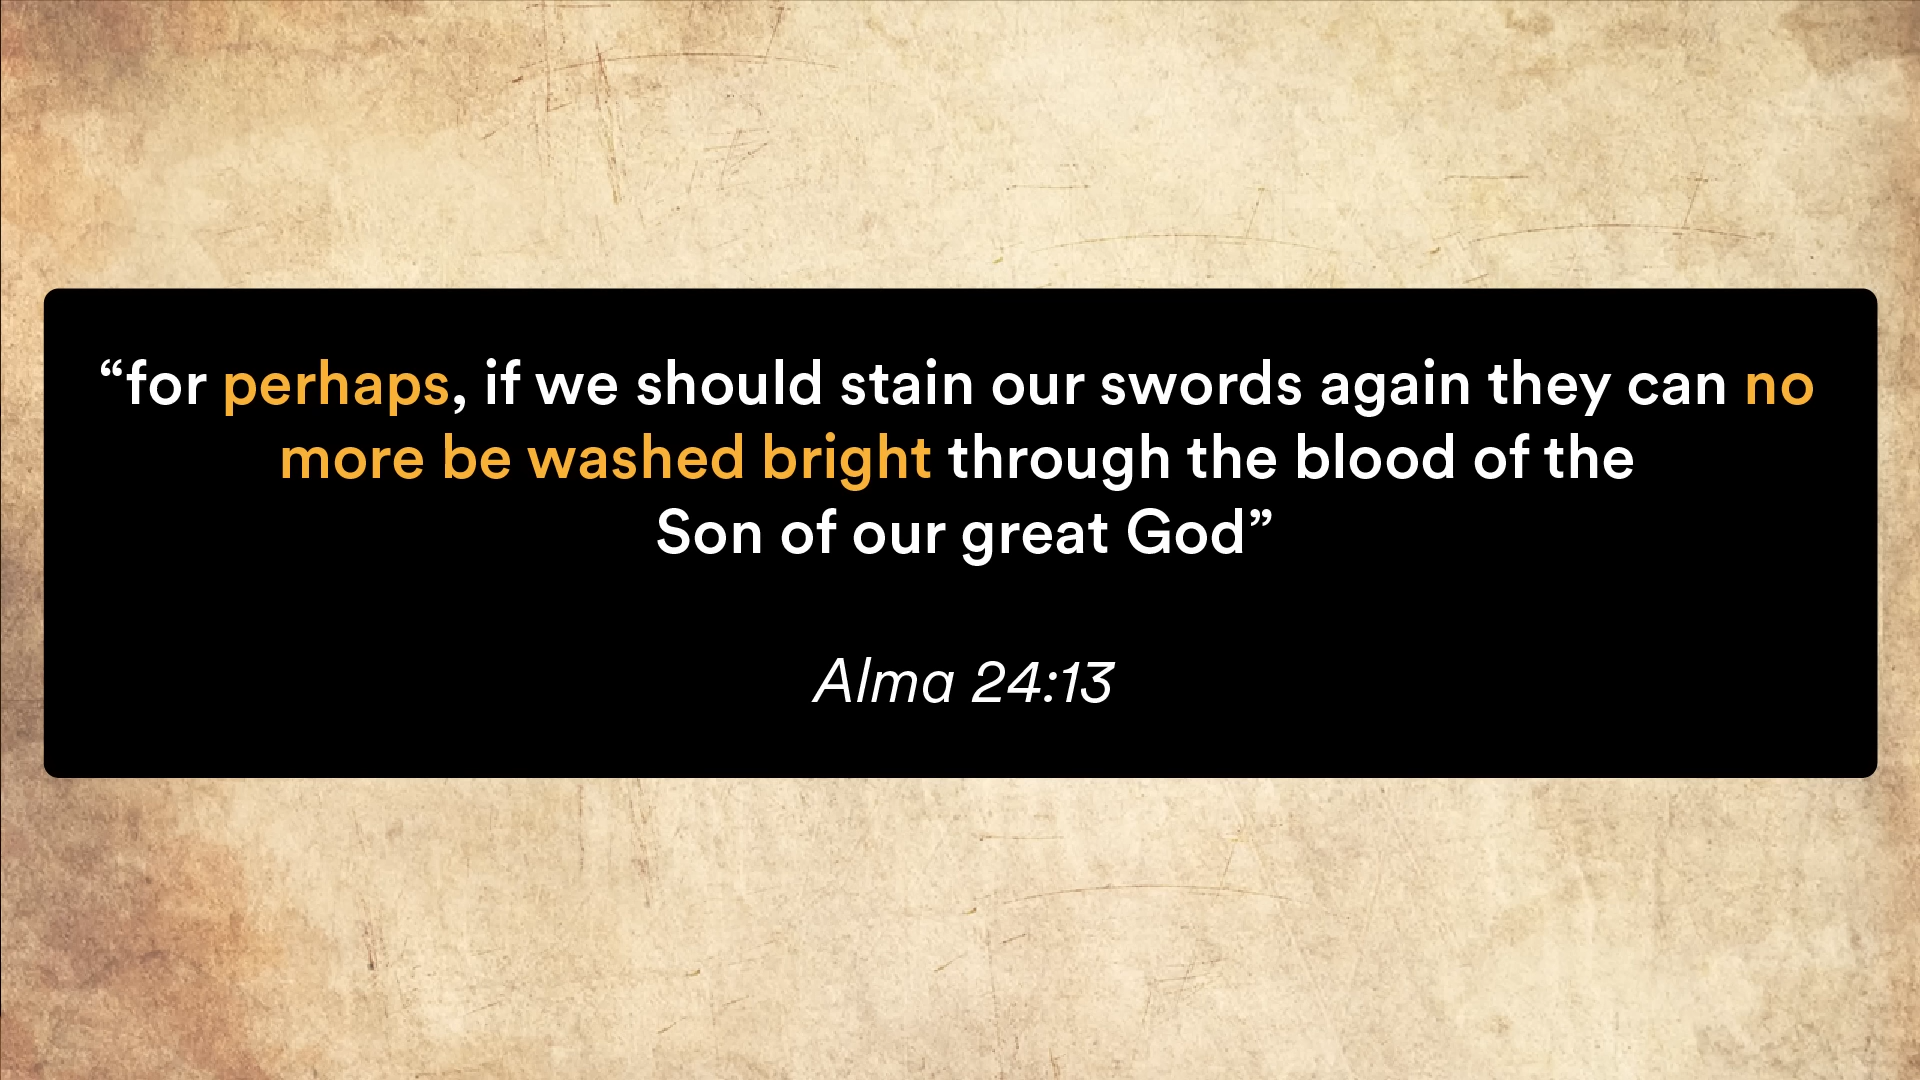 “for perhaps, if we should stain our swords again they can no
more be washed bright through the blood of the
Son of our great God”
Alma 24:13